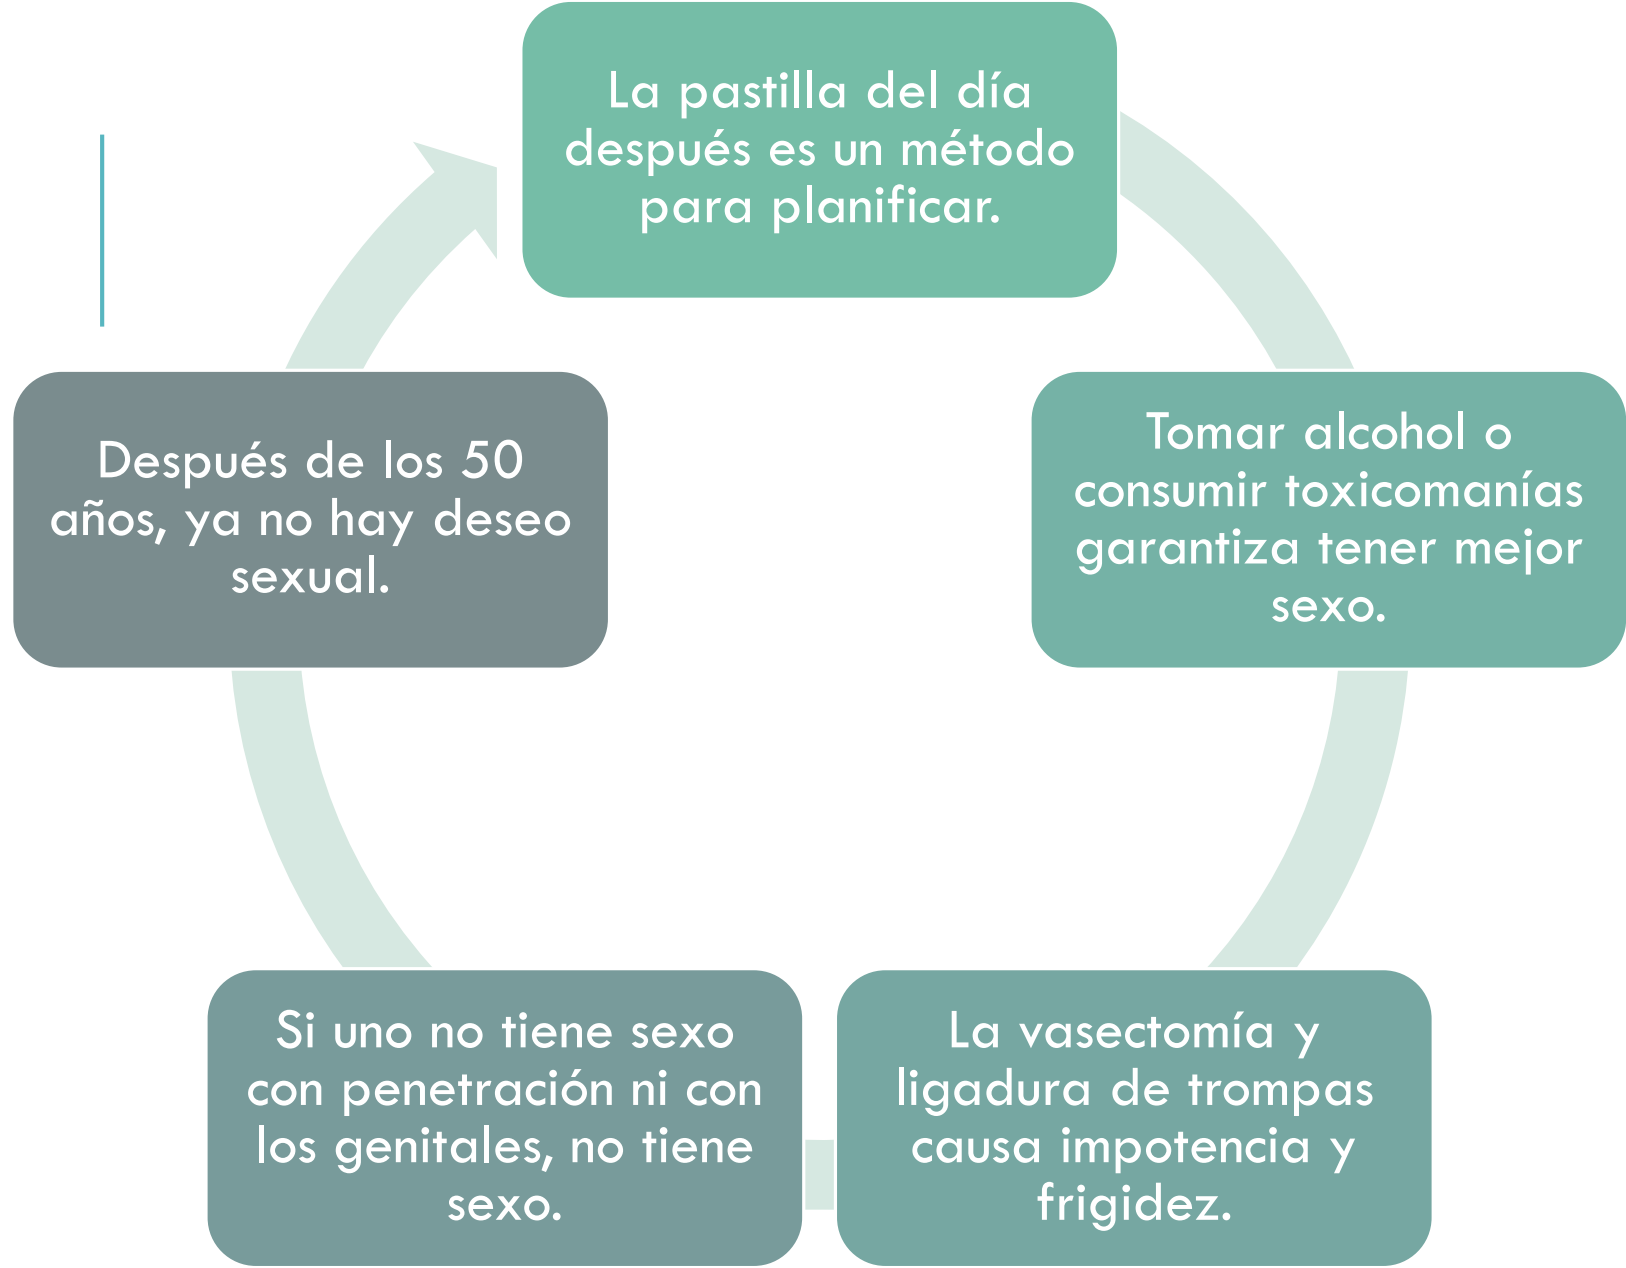 La pastilla del día
después es un método
para planificar.
Tomar alcohol o
consumir toxicomanías
garantiza tener mejor
sexo.
La vasectomía y
ligadura de trompas
causa impotencia y
frigidez.
Si uno no tiene sexo
con penetración ni con
los genitales, no tiene
sexo.
Después de los 50
años, ya no hay deseo
sexual.